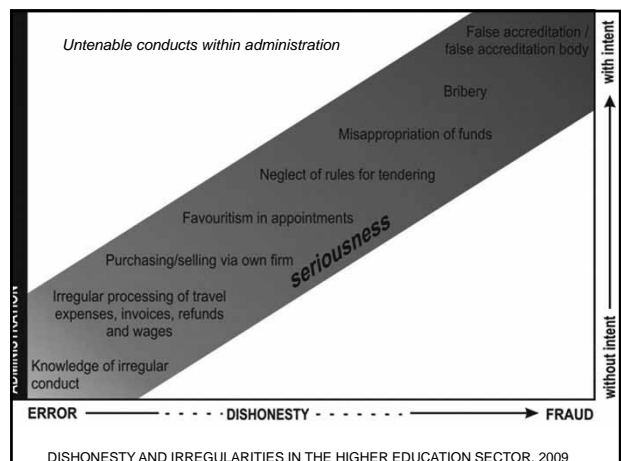 Untenable conducts within administration
False accreditation /
false accreditation body
Bribery
Misappropriation of funds
Neglect of rules for tendering
Favouritism in appointments
Purchasing/selling via own firm
seriousness
Irregular processing of travel
expenses, invoices, refunds
and wages
Knowledge of irregular
conduct
ADMINISTRATION
with intent
without intent
ERROR DISHONESTY FRAUD
DISHONESTY AND IRREGULARITIES IN THE HIGHER EDUCATION SECTOR, 2009